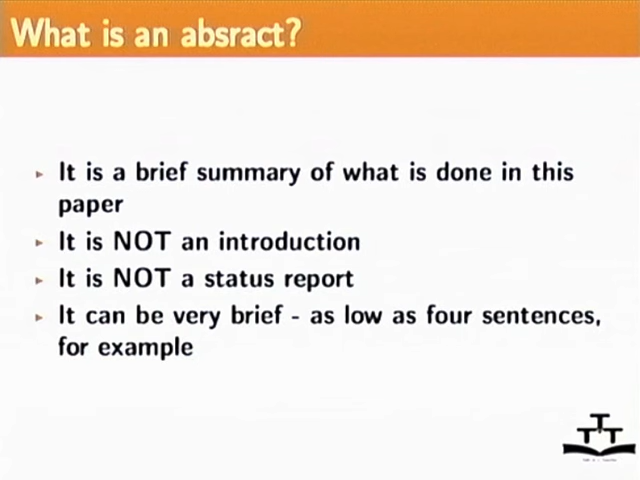 What is an absract?
▸ It is a brief summary of what is done in this
paper
▸ It is NOT an introduction
▸ It is NOT a status report
▸ It can be very brief - as low as four sentences,
for example
T
T T